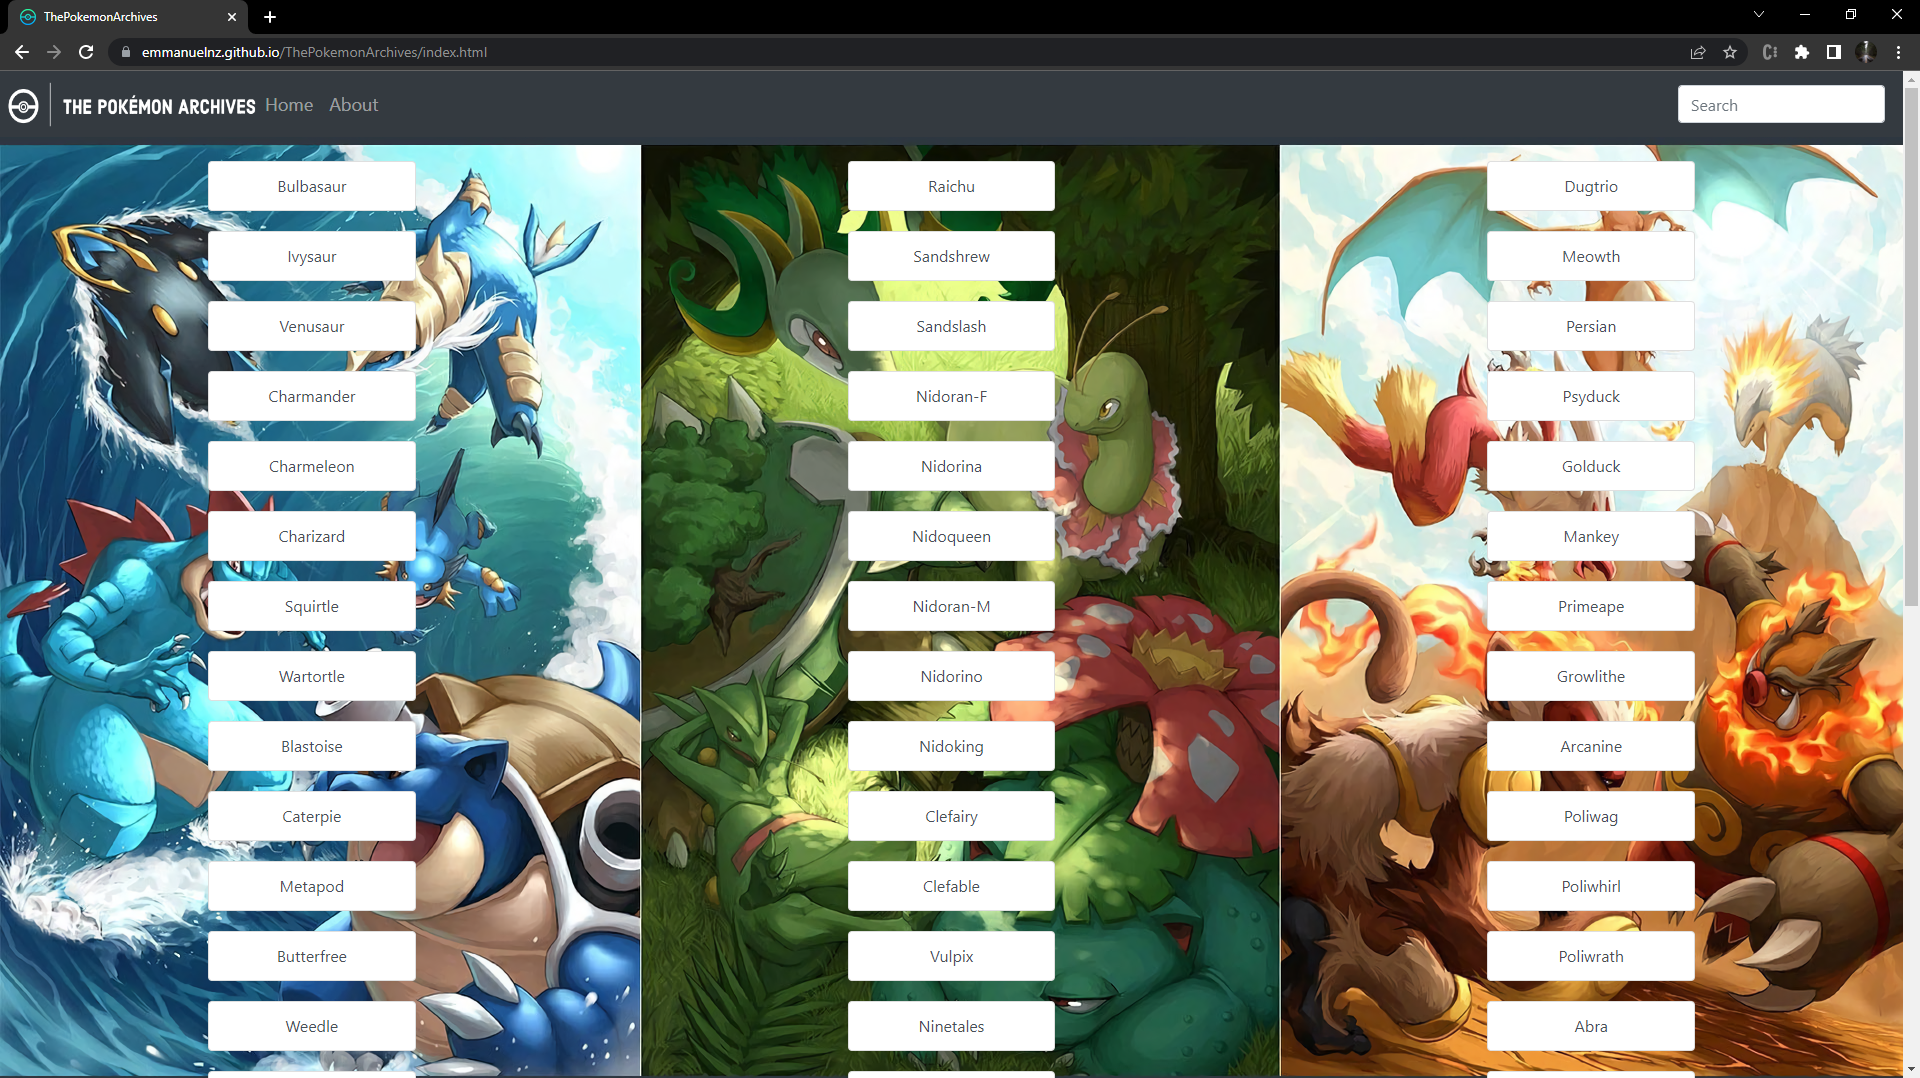 ThePokemonArchives
emmanuelnz.github.io/ThePokemonArchives/index.html
THE POKÉMON ARCHIVES Home About
Search
Bulbasaur
Ivysaur
Venusaur
Charmander
Charmeleon
Charizard
Squirtle
Wartortle
Blastoise
Caterpie
Metapod
Butterfree
Weedle
Raichu
Sandshrew
Sandslash
Nidoran-F
Nidorina
Nidoqueen
Nidoran-M
Nidorino
Nidoking
Clefairy
Clefable
Vulpix
Ninetales
Dugtrio
Meowth
Persian
Psyduck
Golduck
Mankey
Primeape
Growlithe
Arcanine
Poliwag
Poliwhirl
Poliwrath
Abra